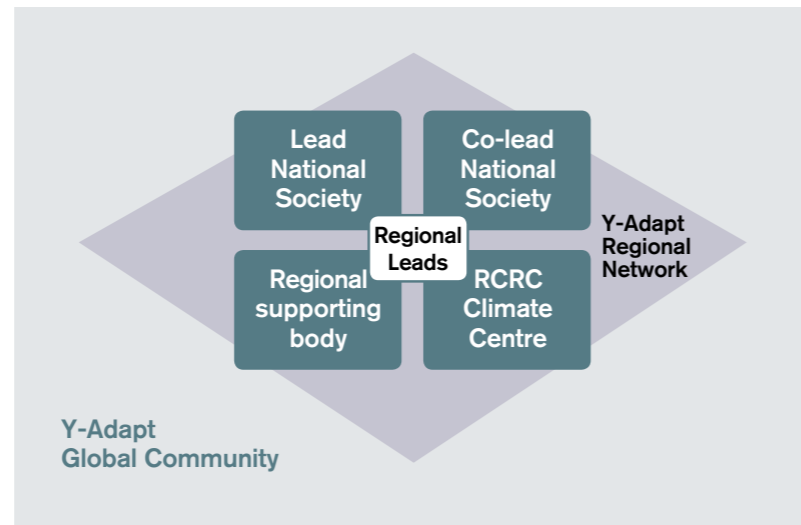 Lead
National
Society
Co-lead
National
Society
Regional
Leads
Y-Adapt
Regional
Network
Regional
supporting
body
RCRC
Climate
Centre
Y-Adapt
Global Community